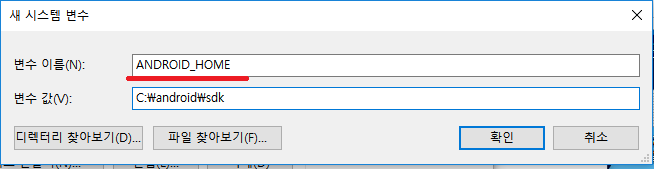 새 시스템 변수
변수 이름(N):
ANDROID_HOME
변수 값(V):
C:₩android₩sdk
디렉터리 찾아보기(D)...
파일 찾아보기(F)...
확인
취소